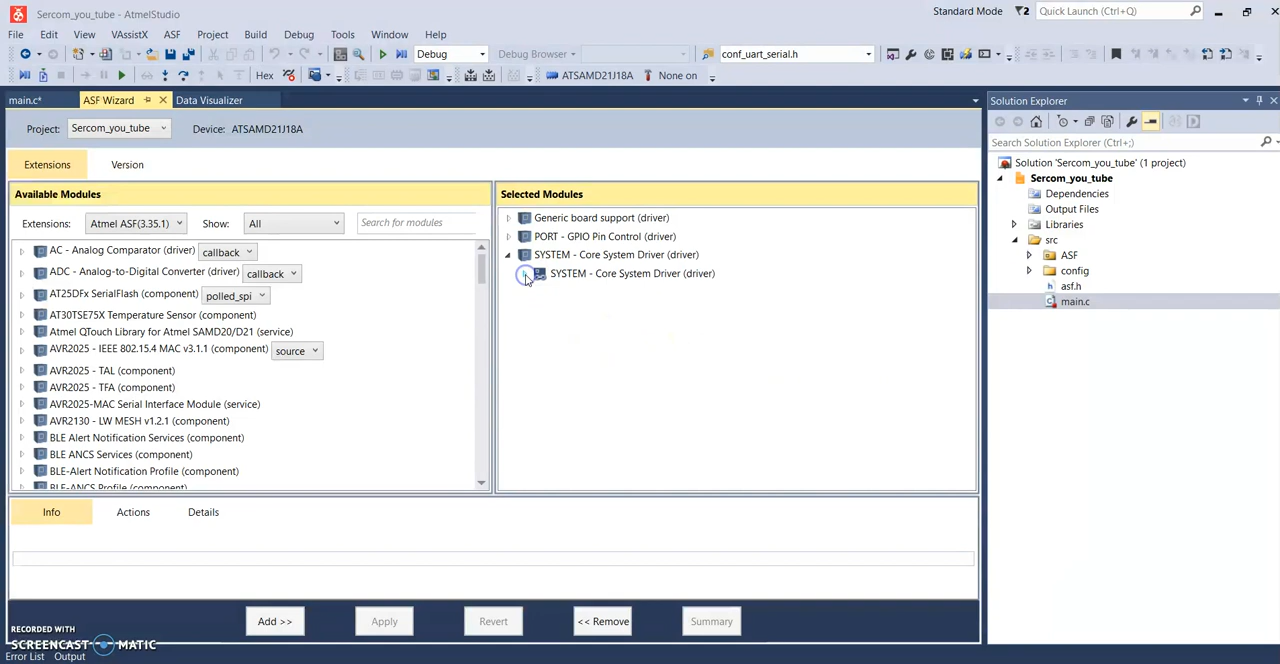 Sercom_you_tube - AtmelStudio
Standard Mode
2
Quick Launch (Ctrl+Q)
File Edit View VAssistX ASF Project Build Debug Tools Window Help
Debug
Debug Browser
conf_uart_serial.h
Hex
ATSAMD21J18A
None on
main.c*
ASF Wizard
Data Visualizer
Solution Explorer
Project: Sercom_you_tube Device: ATSAMD21J18A
Search Solution Explorer (Ctrl+;)
Extensions
Version
Solution 'Sercom_you_tube' (1 project)
Sercom_you_tube
Dependencies
Output Files
Libraries
src
ASF
config
asf.h
main.c
Available Modules
Extensions: Atmel ASF(3.35.1) Show: All Search for modules
AC - Analog Comparator (driver) callback
ADC - Analog-to-Digital Converter (driver) callback
AT25DFx SerialFlash (component) polled_spi
AT30TSE75X Temperature Sensor (component)
Atmel QTouch Library for Atmel SAMD20/D21 (service)
AVR2025 - IEEE 802.15.4 MAC v3.1.1 (component) source
AVR2025 - TAL (component)
AVR2025 - TFA (component)
AVR2025-MAC Serial Interface Module (service)
AVR2130 - LW MESH v1.2.1 (component)
BLE Alert Notification Services (component)
BLE ANCS Services (component)
BLE-Alert Notification Profile (component)
BLE-ANCS Profile (component)
Selected Modules
Generic board support (driver)
PORT - GPIO Pin Control (driver)
SYSTEM - Core System Driver (driver)
SYSTEM - Core System Driver (driver)
Info
Actions
Details
Add >>
Apply
Revert
<< Remove
Summary
RECORDED WITH
SCREENCAST MATIC
Error List Output